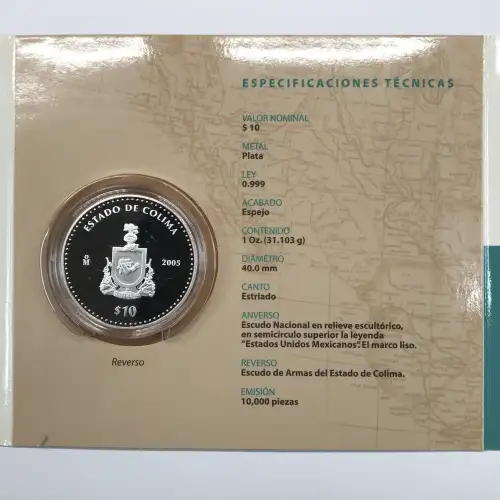 ESTADO DE COLIMA
oM 2005
$10
Reverso
ESPECIFICACIONES TÉCNICAS
VALOR NOMINAL
$ 10
METAL
Plata
LEY
0.999
ACABADO
Espejo
CONTENIDO
1 Oz. (31.103 g)
DIÁMETRO
40.0 mm
CANTO
Estriado
ANVERSO
Escudo Nacional en relieve escultórico,
en semicírculo superior la leyenda
"Estados Unidos Mexicanos". El marco liso.
REVERSO
Escudo de Armas del Estado de Colima.
EMISIÓN
10,000 piezas